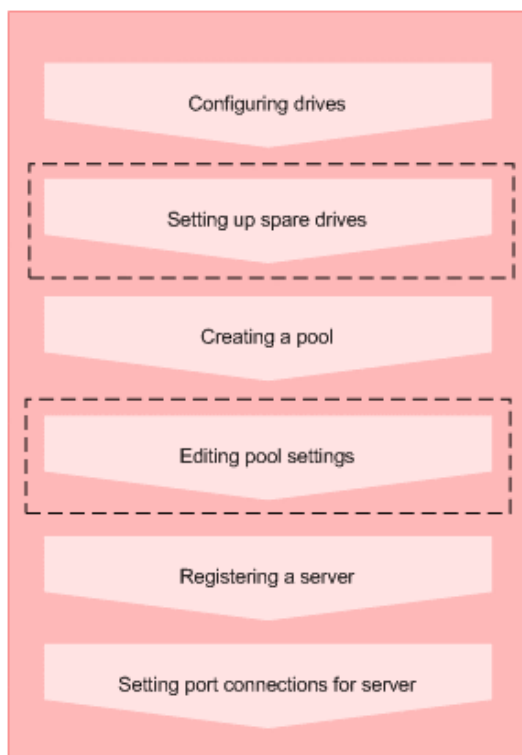 Configuring drives
Setting up spare drives
Creating a pool
Editing pool settings
Registering a server
Setting port connections for server